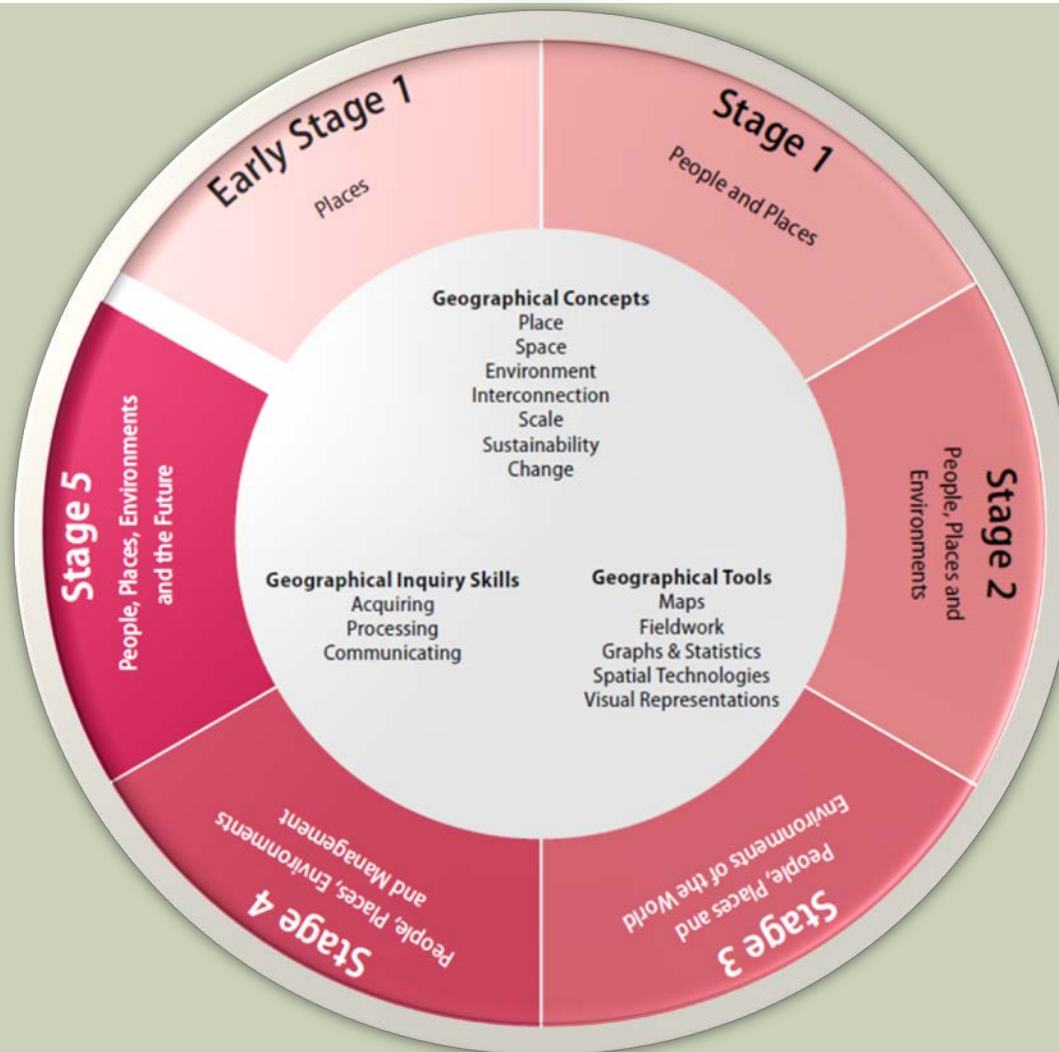 Early Stage 1
Places
Stage 1
People and Places
Stage 2
People, Places and
Environments
Stage 3
People, Places and
Environments of the World
Stage 4
People, Places, Environments
and Management
Stage 5
People, Places, Environments
and the Future
Geographical Concepts
Place
Space
Environment
Interconnection
Scale
Sustainability
Change
Geographical Inquiry Skills
Acquiring
Processing
Communicating
Geographical Tools
Maps
Fieldwork
Graphs & Statistics
Spatial Technologies
Visual Representations